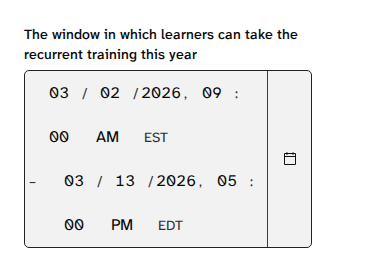 The window in which learners can take the
recurrent training this year
03 / 02 /2026, 09 :
00 AM EST
– 03 / 13 /2026, 05 :
00 PM EDT